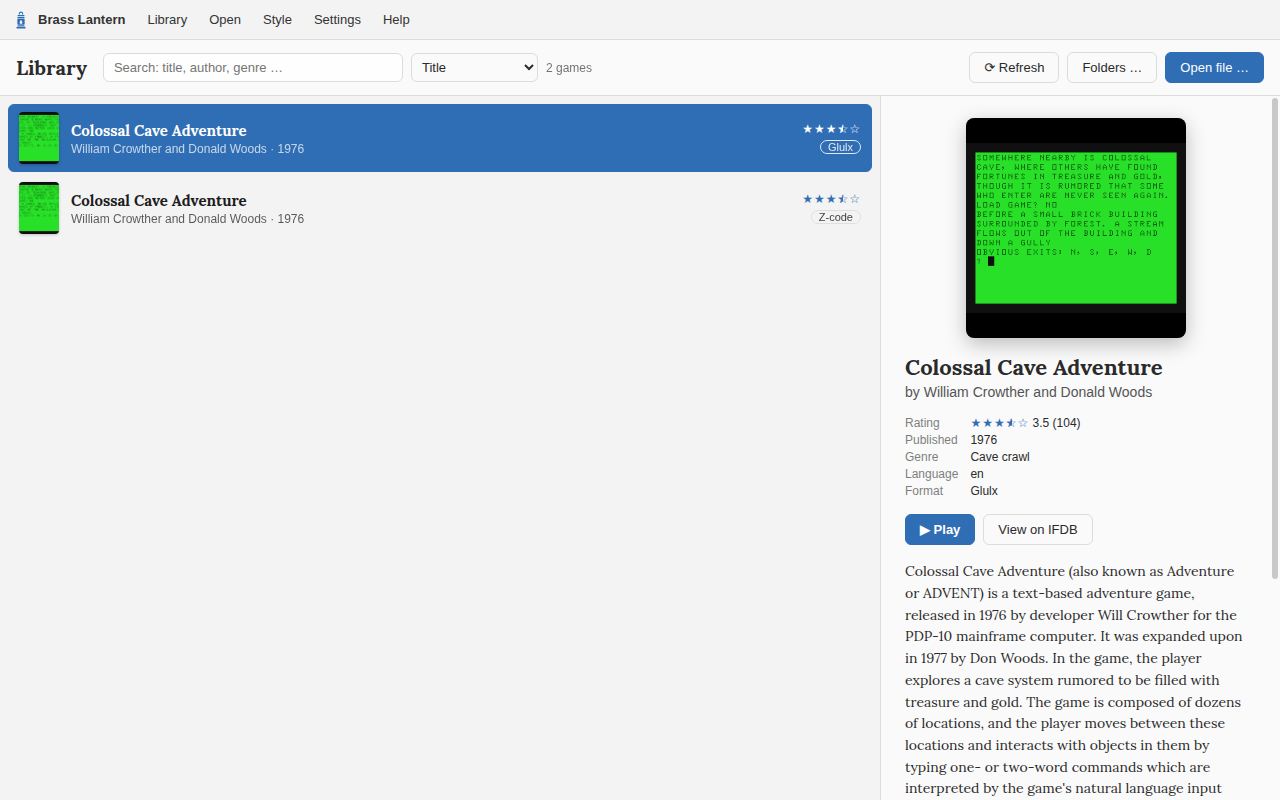 Brass Lantern Library Open Style Settings Help
Library Search: title, author, genre … Title 2 games ⟳ Refresh Folders … Open file …
Colossal Cave Adventure
William Crowther and Donald Woods · 1976
★★★⯪☆
Glulx
Colossal Cave Adventure
William Crowther and Donald Woods · 1976
★★★⯪☆
Z-code
SOMEWHERE NEARBY IS COLOSSAL
CAVE, WHERE OTHERS HAVE FOUND
FORTUNES IN TREASURE AND GOLD,
THOUGH IT IS RUMORED THAT SOME
WHO ENTER ARE NEVER SEEN AGAIN.
LOAD GAME? NO
BEFORE A SMALL BRICK BUILDING
SURROUNDED BY FOREST. A STREAM
FLOWS OUT OF THE BUILDING AND
DOWN A GULLY
OBVIOUS EXITS: N, S, E, W, D
?
Colossal Cave Adventure
by William Crowther and Donald Woods
Rating ★★★⯪☆ 3.5 (104)
Published 1976
Genre Cave crawl
Language en
Format Glulx
▶ Play View on IFDB
Colossal Cave Adventure (also known as Adventure
or ADVENT) is a text-based adventure game,
released in 1976 by developer Will Crowther for the
PDP-10 mainframe computer. It was expanded upon
in 1977 by Don Woods. In the game, the player
explores a cave system rumored to be filled with
treasure and gold. The game is composed of dozens
of locations, and the player moves between these
locations and interacts with objects in them by
typing one- or two-word commands which are
interpreted by the game's natural language input